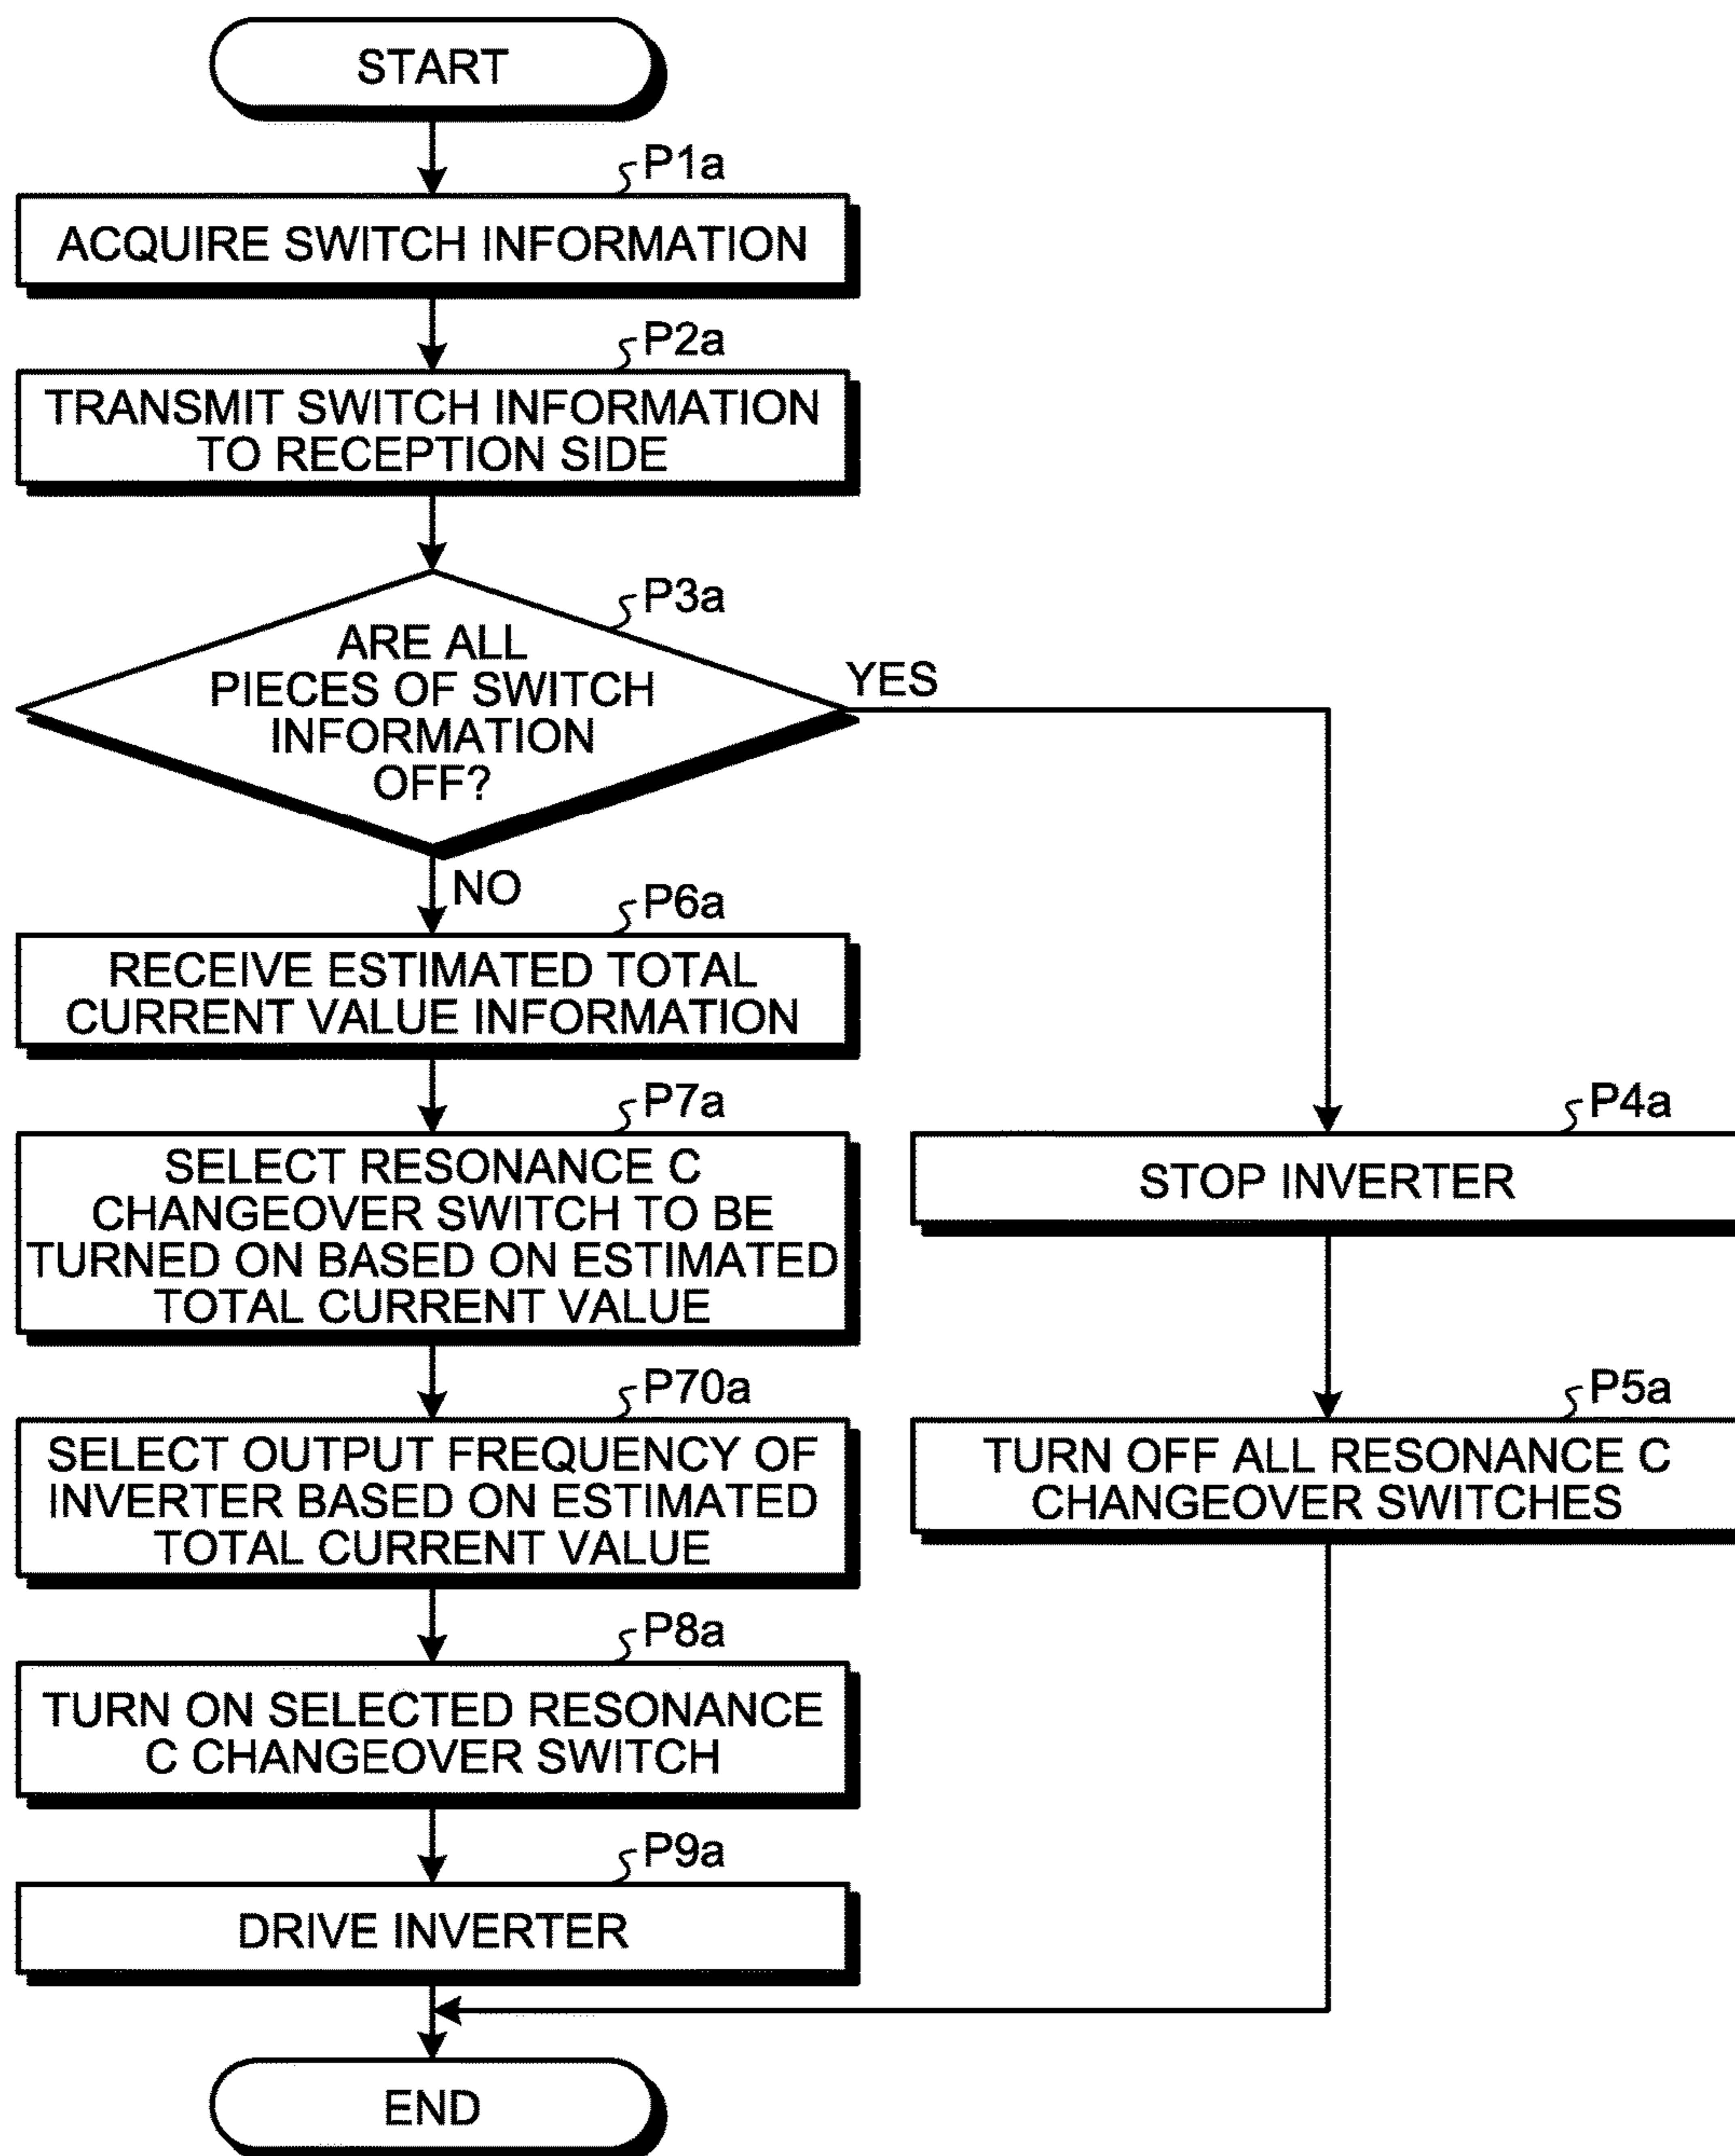 START
P1a
ACQUIRE SWITCH INFORMATION
P2a
TRANSMIT SWITCH INFORMATION
TO RECEPTION SIDE
P3a
ARE ALL
PIECES OF SWITCH
INFORMATION
OFF?
YES
NO
P6a
RECEIVE ESTIMATED TOTAL
CURRENT VALUE INFORMATION
P7a
SELECT RESONANCE C
CHANGEOVER SWITCH TO BE
TURNED ON BASED ON ESTIMATED
TOTAL CURRENT VALUE
P4a
STOP INVERTER
P70a
SELECT OUTPUT FREQUENCY OF
INVERTER BASED ON ESTIMATED
TOTAL CURRENT VALUE
P5a
TURN OFF ALL RESONANCE C
CHANGEOVER SWITCHES
P8a
TURN ON SELECTED RESONANCE
C CHANGEOVER SWITCH
P9a
DRIVE INVERTER
END